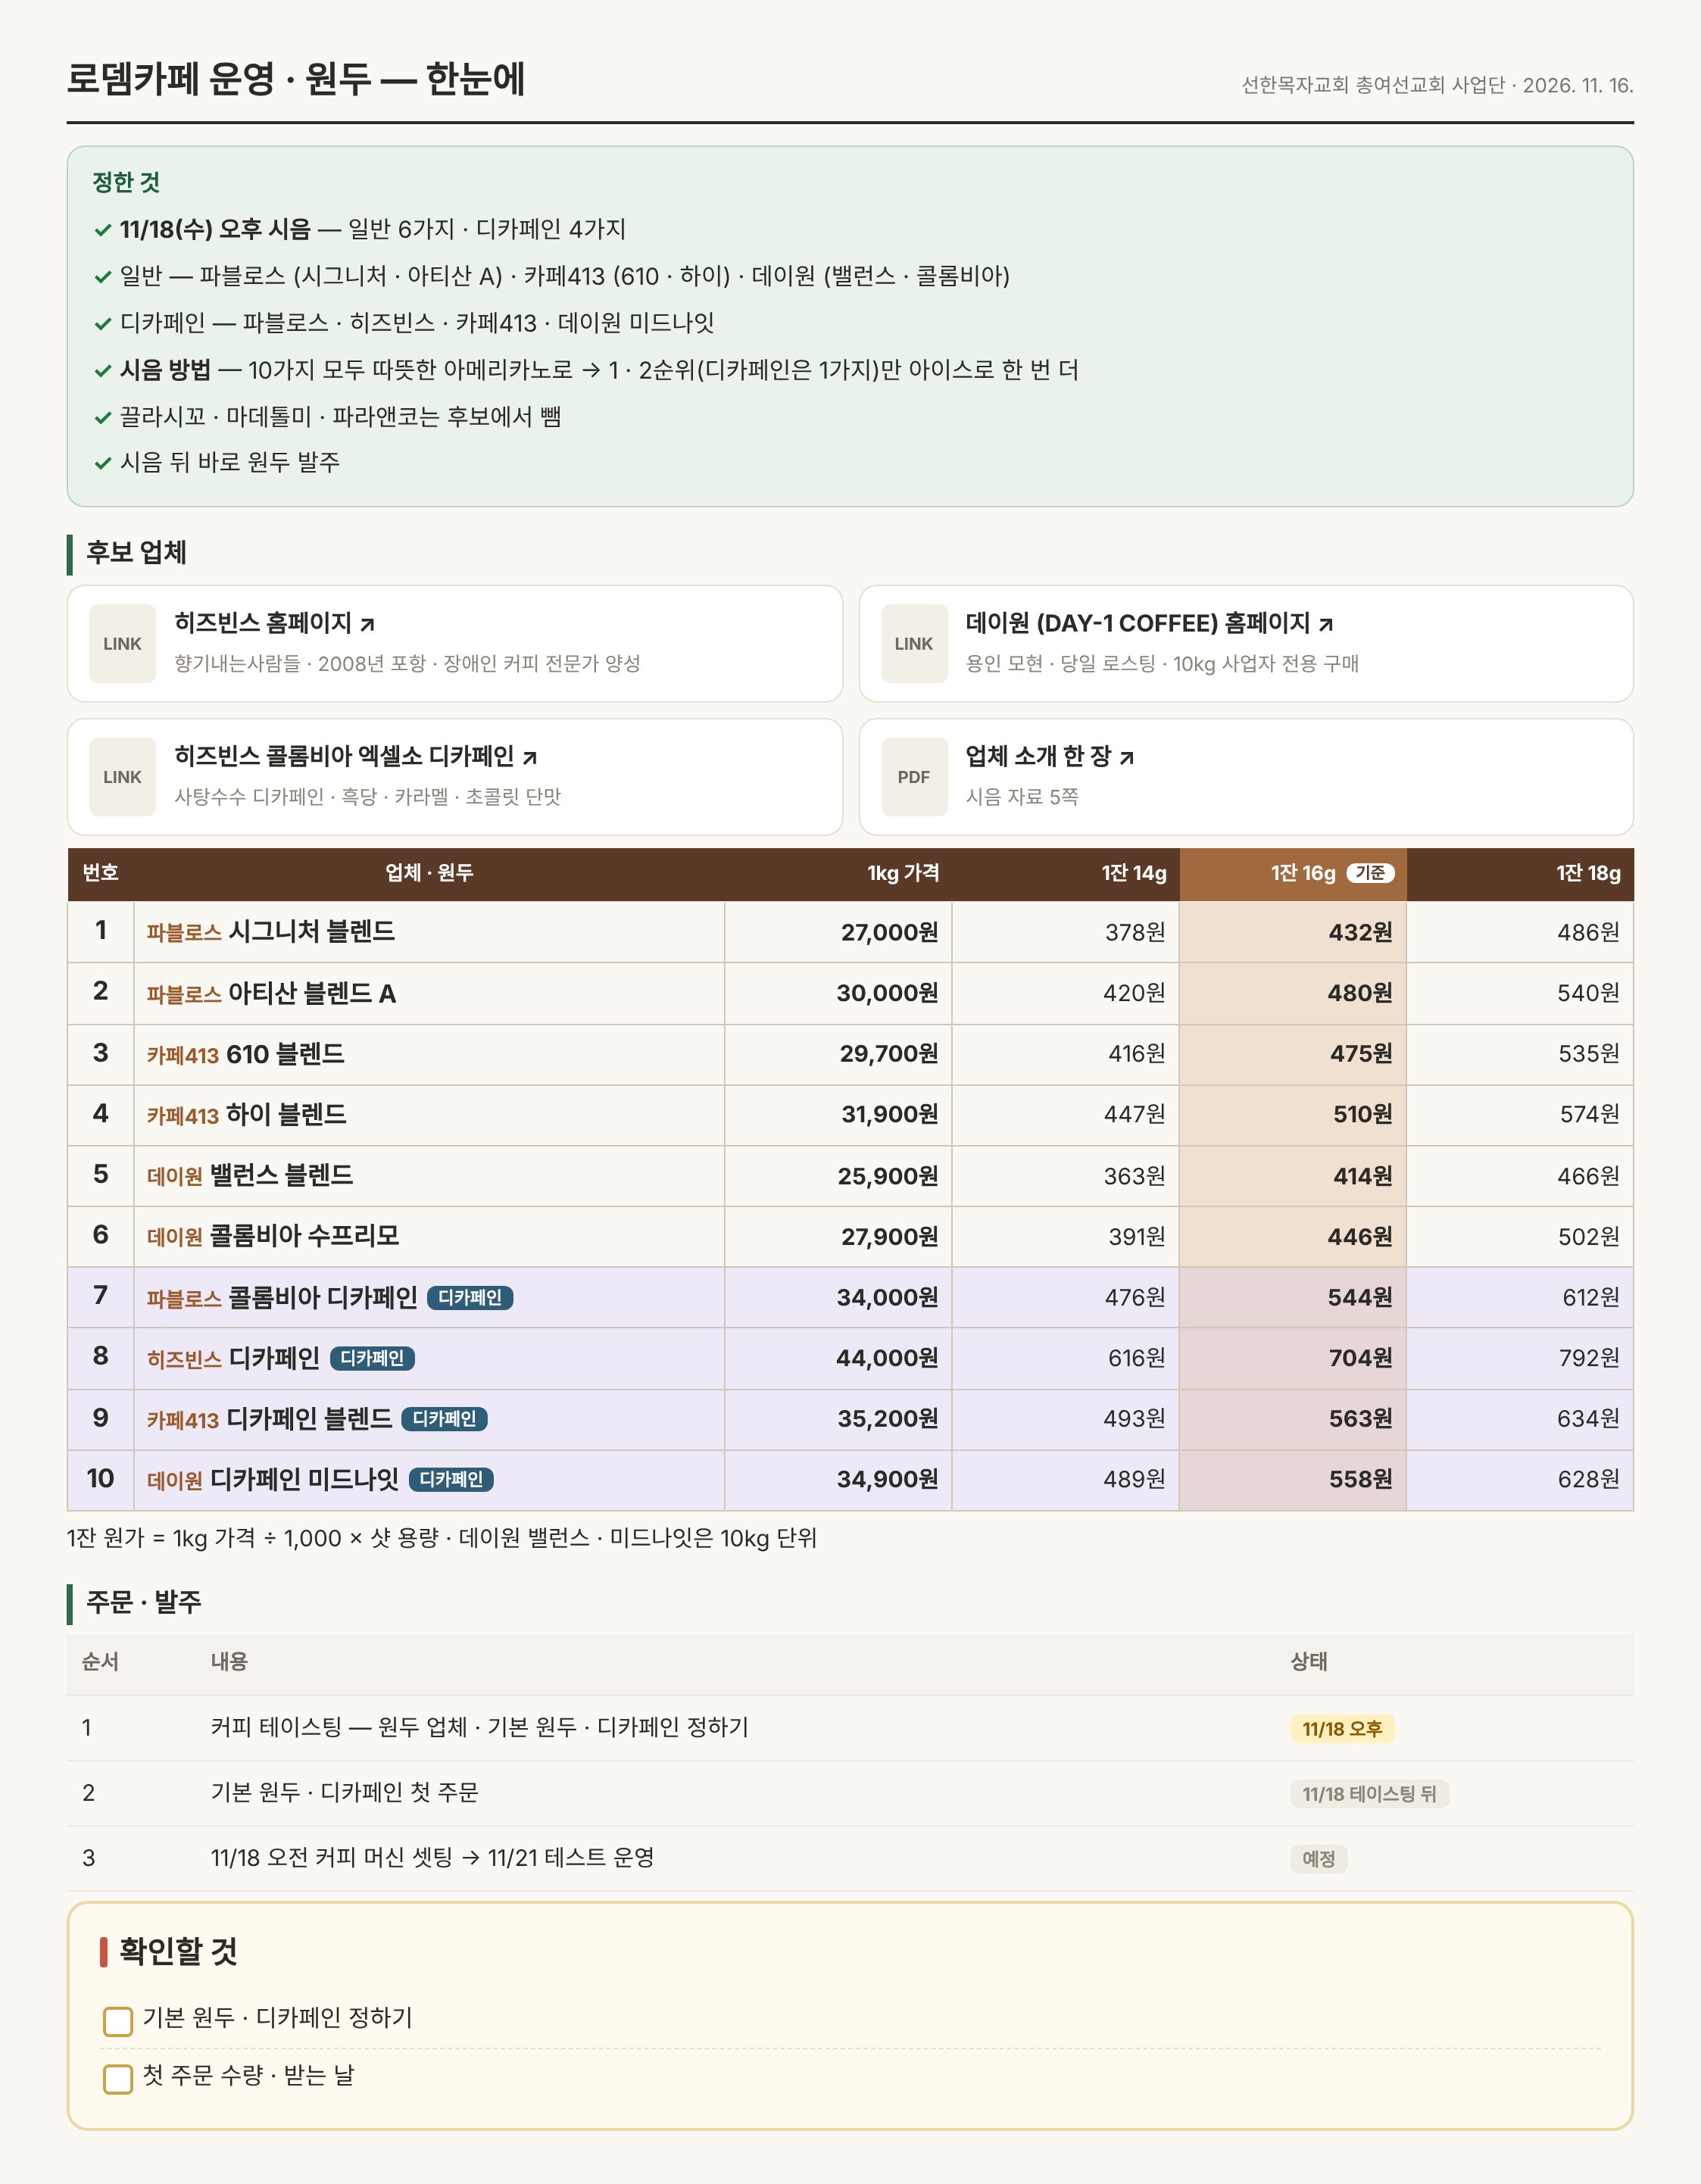 로뎀카페 운영 · 원두 — 한눈에
선한목자교회 총여선교회 사업단 · 2026. 11. 16.
정한 것
✓ 11/18(수) 오후 시음 — 일반 6가지 · 디카페인 4가지
✓ 일반 — 파블로스 (시그니처 · 아티산 A) · 카페413 (610 · 하이) · 데이원 (밸런스 · 콜롬비아)
✓ 디카페인 — 파블로스 · 히즈빈스 · 카페413 · 데이원 미드나잇
✓ 시음 방법 — 10가지 모두 따뜻한 아메리카노로 → 1 · 2순위(디카페인은 1가지)만 아이스로 한 번 더
✓ 끌라시꼬 · 마데톨미 · 파라앤코는 후보에서 뺌
✓ 시음 뒤 바로 원두 발주
후보 업체
LINK 히즈빈스 홈페이지 ↗
향기내는사람들 · 2008년 포항 · 장애인 커피 전문가 양성
LINK 데이원 (DAY-1 COFFEE) 홈페이지 ↗
용인 모현 · 당일 로스팅 · 10kg 사업자 전용 구매
LINK 히즈빈스 콜롬비아 엑셀소 디카페인 ↗
사탕수수 디카페인 · 흑당 · 카라멜 · 초콜릿 단맛
PDF 업체 소개 한 장 ↗
시음 자료 5쪽
번호 업체 · 원두 1kg 가격 1잔 14g 1잔 16g 기준 1잔 18g
1 파블로스 시그니처 블렌드 27,000원 378원 432원 486원
2 파블로스 아티산 블렌드 A 30,000원 420원 480원 540원
3 카페413 610 블렌드 29,700원 416원 475원 535원
4 카페413 하이 블렌드 31,900원 447원 510원 574원
5 데이원 밸런스 블렌드 25,900원 363원 414원 466원
6 데이원 콜롬비아 수프리모 27,900원 391원 446원 502원
7 파블로스 콜롬비아 디카페인 디카페인 34,000원 476원 544원 612원
8 히즈빈스 디카페인 디카페인 44,000원 616원 704원 792원
9 카페413 디카페인 블렌드 디카페인 35,200원 493원 563원 634원
10 데이원 디카페인 미드나잇 디카페인 34,900원 489원 558원 628원
1잔 원가 = 1kg 가격 ÷ 1,000 × 샷 용량 · 데이원 밸런스 · 미드나잇은 10kg 단위
주문 · 발주
순서 내용 상태
1 커피 테이스팅 — 원두 업체 · 기본 원두 · 디카페인 정하기 11/18 오후
2 기본 원두 · 디카페인 첫 주문 11/18 테이스팅 뒤
3 11/18 오전 커피 머신 셋팅 → 11/21 테스트 운영 예정
확인할 것
기본 원두 · 디카페인 정하기
첫 주문 수량 · 받는 날